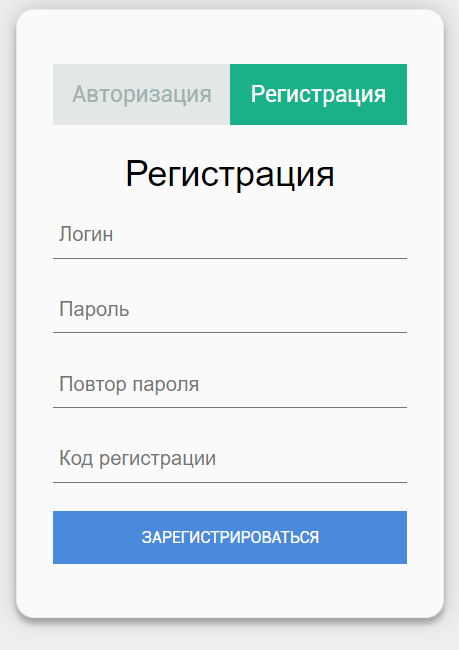 Авторизация Регистрация
Регистрация
Логин
Пароль
Повтор пароля
Код регистрации
ЗАРЕГИСТРИРОВАТЬСЯ